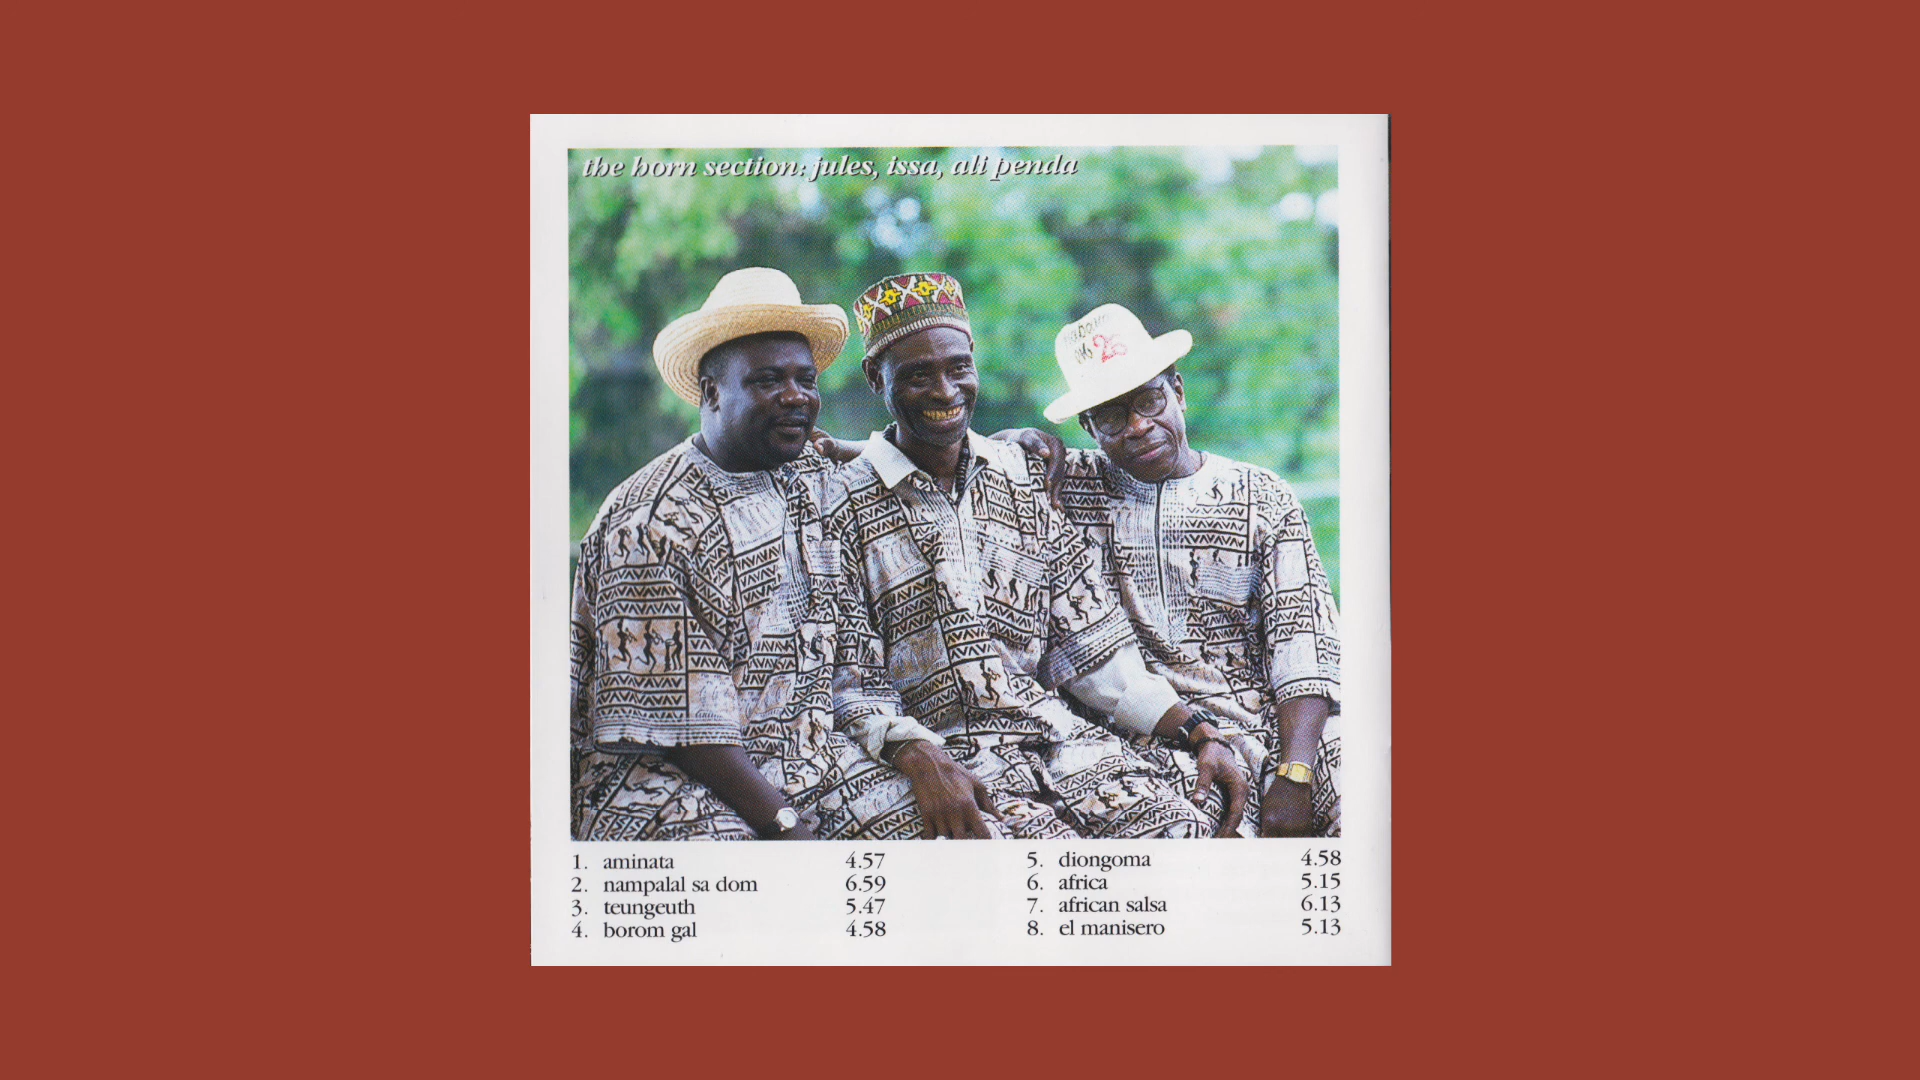 the horn section: jules, issa, ali penda
26
1. aminata 4.57
2. nampalal sa dom 6.59
3. teungeuth 5.47
4. borom gal 4.58
5. diongoma 4.58
6. africa 5.15
7. african salsa 6.13
8. el manisero 5.13